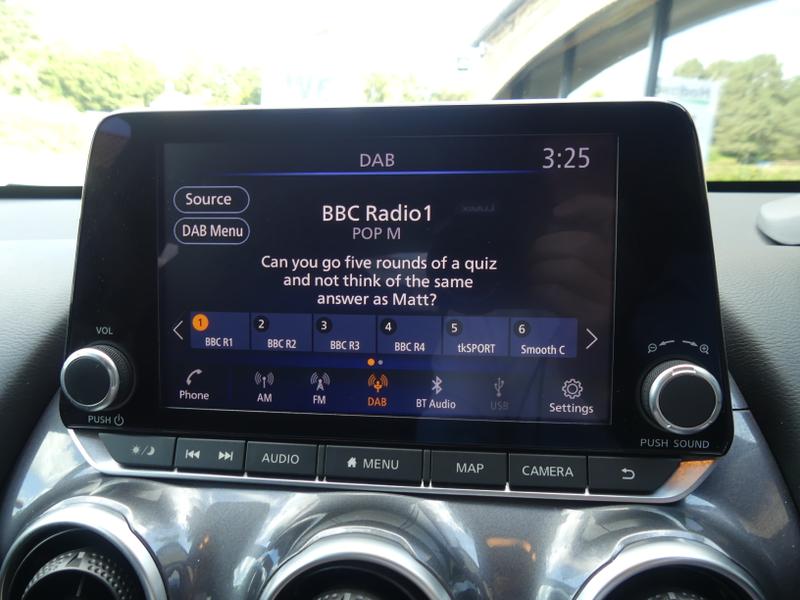 DAB
3:25
Source
BBC Radio1
POP M
DAB Menu
Can you go five rounds of a quiz
and not think of the same
answer as Matt?
1 2 3 4 5 6
BBC R1 BBC R2 BBC R3 BBC R4 tkSPORT Smooth C
Phone AM FM DAB BT Audio USB Settings
VOL
PUSH
PUSH SOUND
AUDIO MENU MAP CAMERA